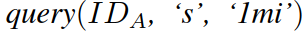 query(ID_A, ‘s’, ‘1mi’)